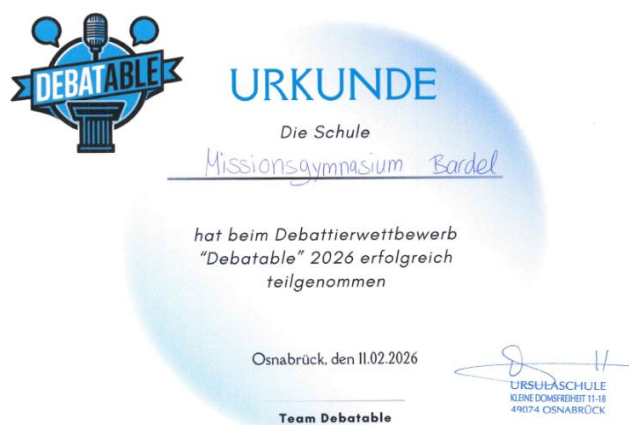 DEBATABLE
URKUNDE
Die Schule
Missionsgymnasium Bardel
hat beim Debattierwettbewerb
"Debatable" 2026 erfolgreich
teilgenommen
Osnabrück, den 11.02.2026
URSULASCHULE
KLEINE DOMSFREIHEIT 11-18
49074 OSNABRÜCK
Team Debatable